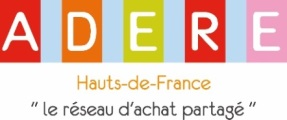 ADERE
Hauts-de-France
" le réseau d'achat partagé "